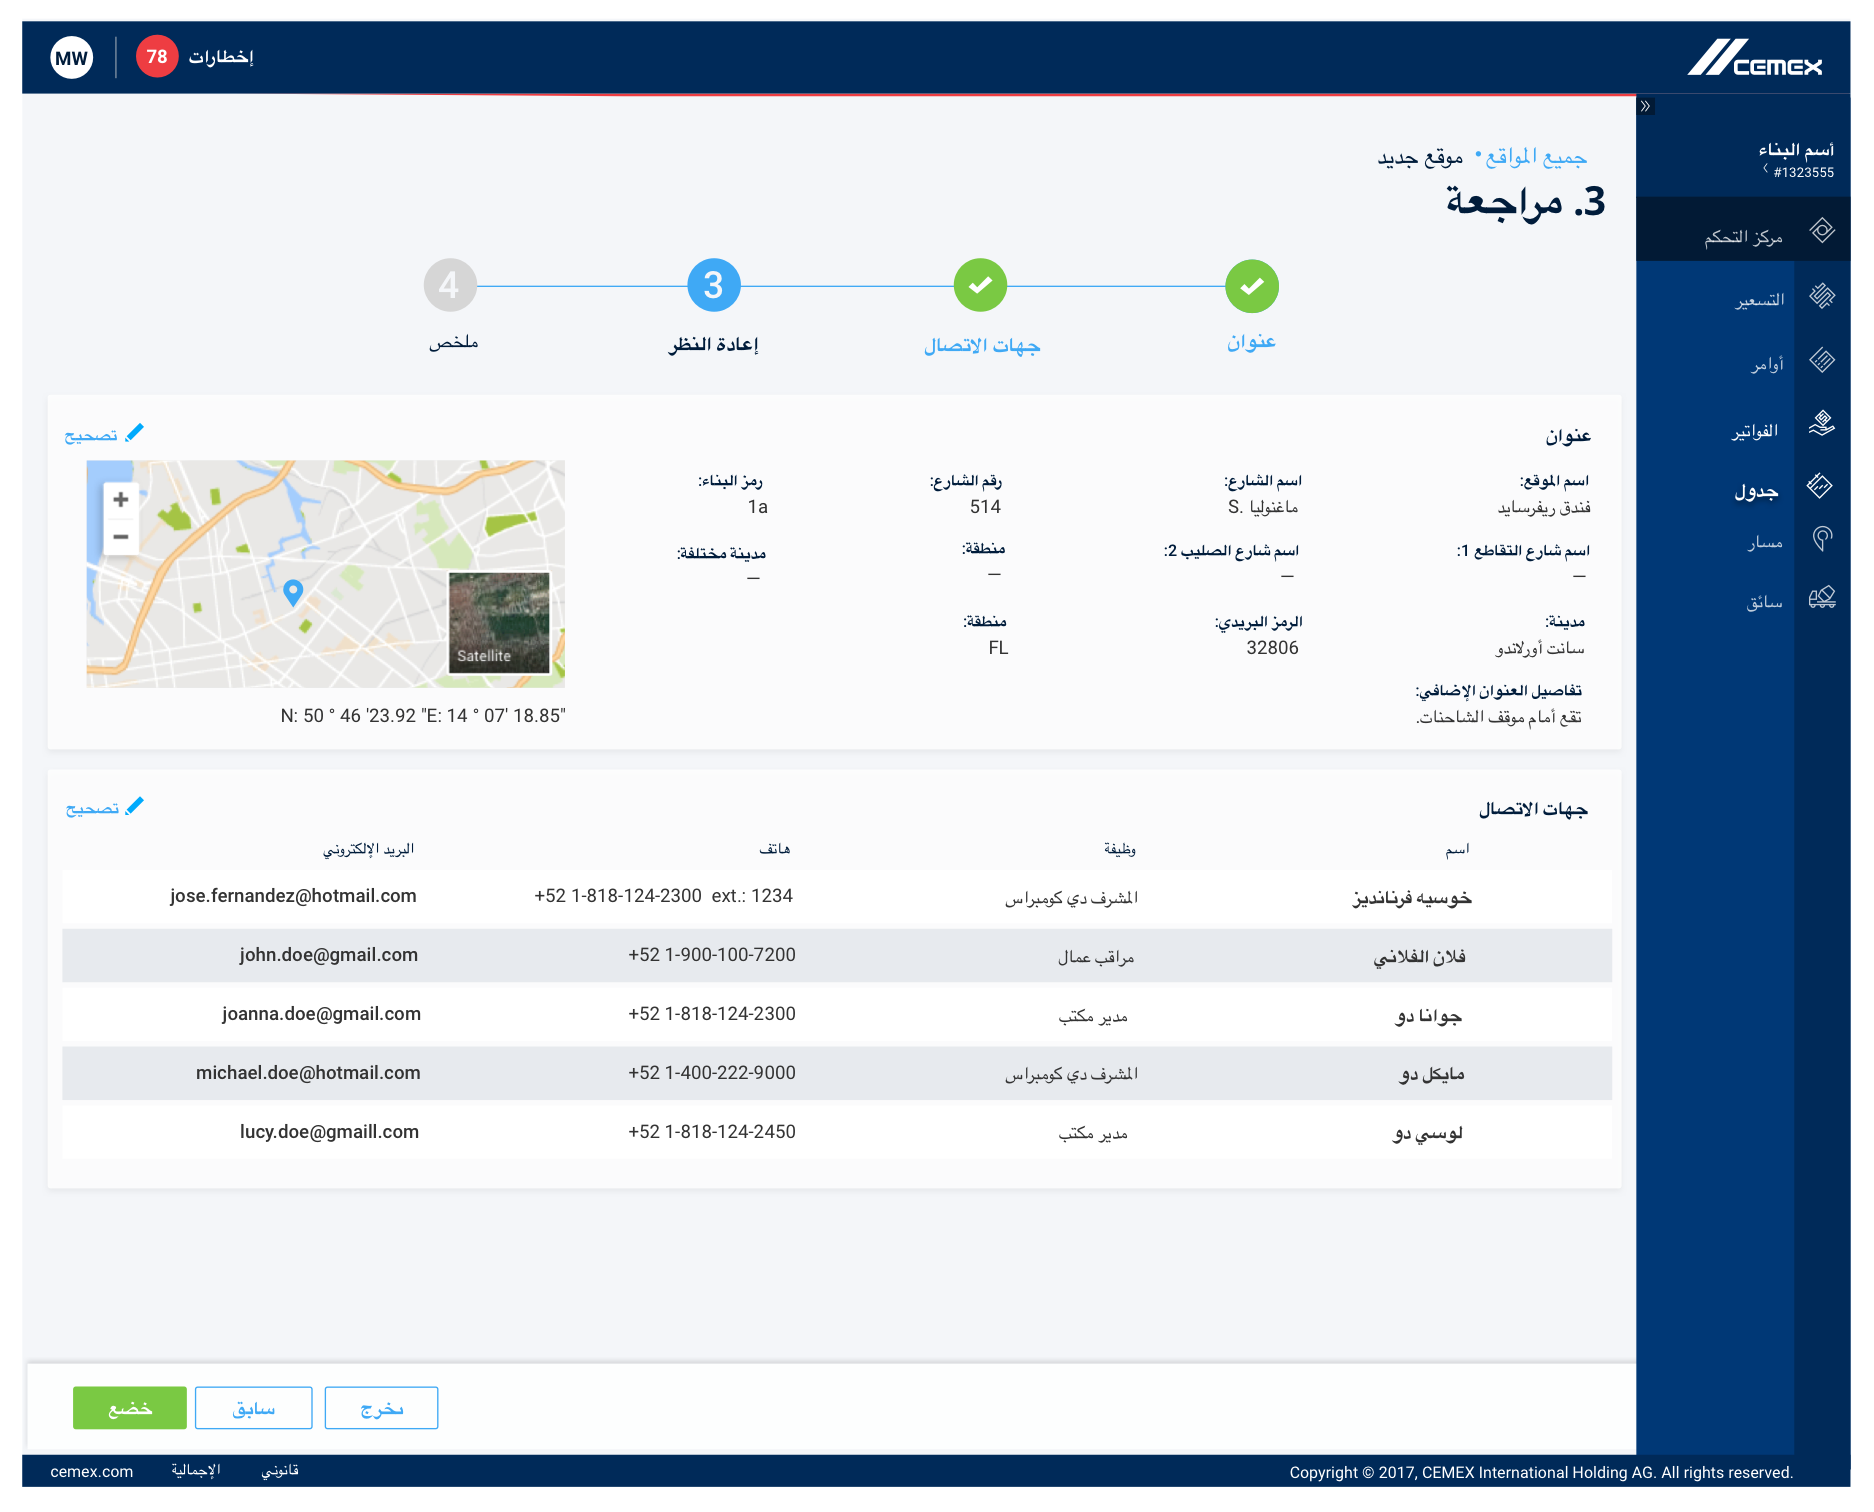 CEMEX
إخطارات
78
MW
أسم البناء
#1323555
مركز التحكم
التسعير
أوامر
الفواتير
جدول
مسار
سائق
جميع المواقع • موقع جديد
3. مراجعة
عنوان
جهات الاتصال
3
إعادة النظر
4
ملخص
عنوان
تصحيح
اسم الموقع:
فندق ريفرسايد
اسم الشارع:
ماغنوليا .S
رقم الشارع:
514
رمز البناء:
1a
اسم شارع التقاطع 1:
—
اسم شارع الصليب 2:
—
منطقة:
—
مدينة مختلفة:
—
مدينة:
سانت أورلاندو
الرمز البريدي:
32806
منطقة:
FL
تفاصيل العنوان الإضافي:
تقع أمام موقف الشاحنات.
+
−
Satellite
N: 50 ° 46 '23.92 "E: 14 ° 07' 18.85"
جهات الاتصال
تصحيح
اسم وظيفة هاتف البريد الإلكتروني
خوسيه فرنانديز المشرف دي كومبراس +52 1-818-124-2300 ext.: 1234 jose.fernandez@hotmail.com
فلان الفلاني مراقب عمال +52 1-900-100-7200 john.doe@gmail.com
جوانا دو مدير مكتب +52 1-818-124-2300 joanna.doe@gmail.com
مايكل دو المشرف دي كومبراس +52 1-400-222-9000 michael.doe@hotmail.com
لوسي دو مدير مكتب +52 1-818-124-2450 lucy.doe@gmaill.com
خضع
سابق
يخرج
cemex.com
الإجمالية
قانوني
Copyright © 2017, CEMEX International Holding AG. All rights reserved.